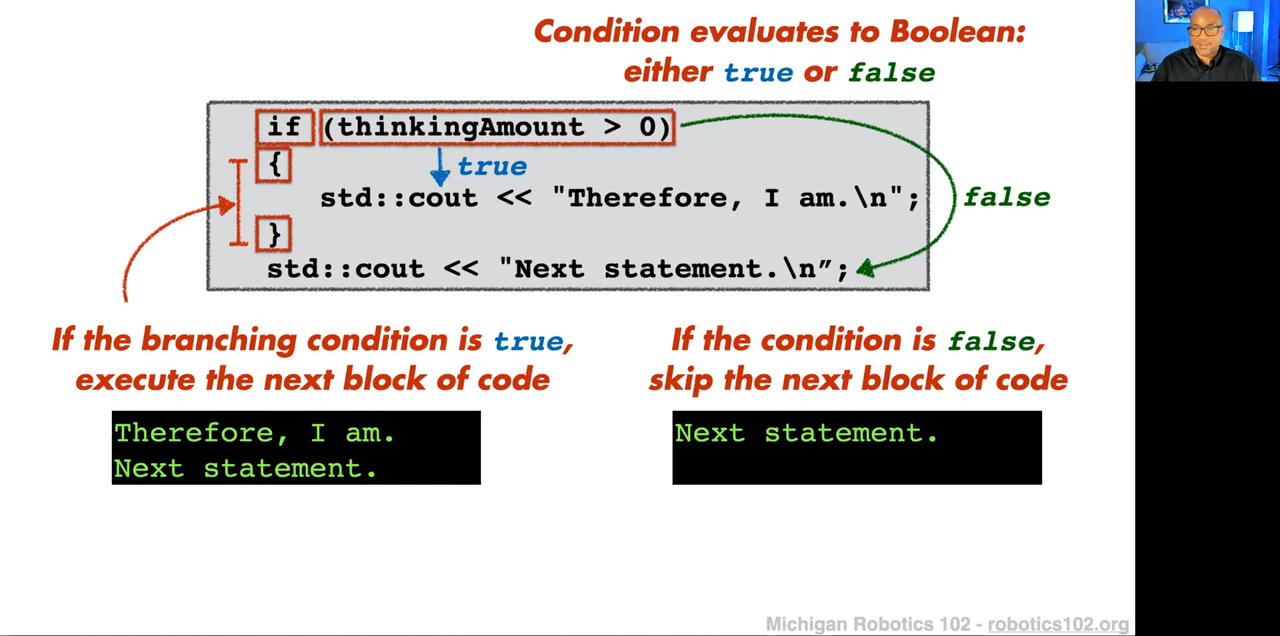 Condition evaluates to Boolean:
either true or false
if (thinkingAmount > 0)
{
true
std::cout << "Therefore, I am.\n";
false
}
std::cout << "Next statement.\n”;
If the branching condition is true,
execute the next block of code
If the condition is false,
skip the next block of code
Therefore, I am.
Next statement.
Next statement.
Michigan Robotics 102 - robotics102.org